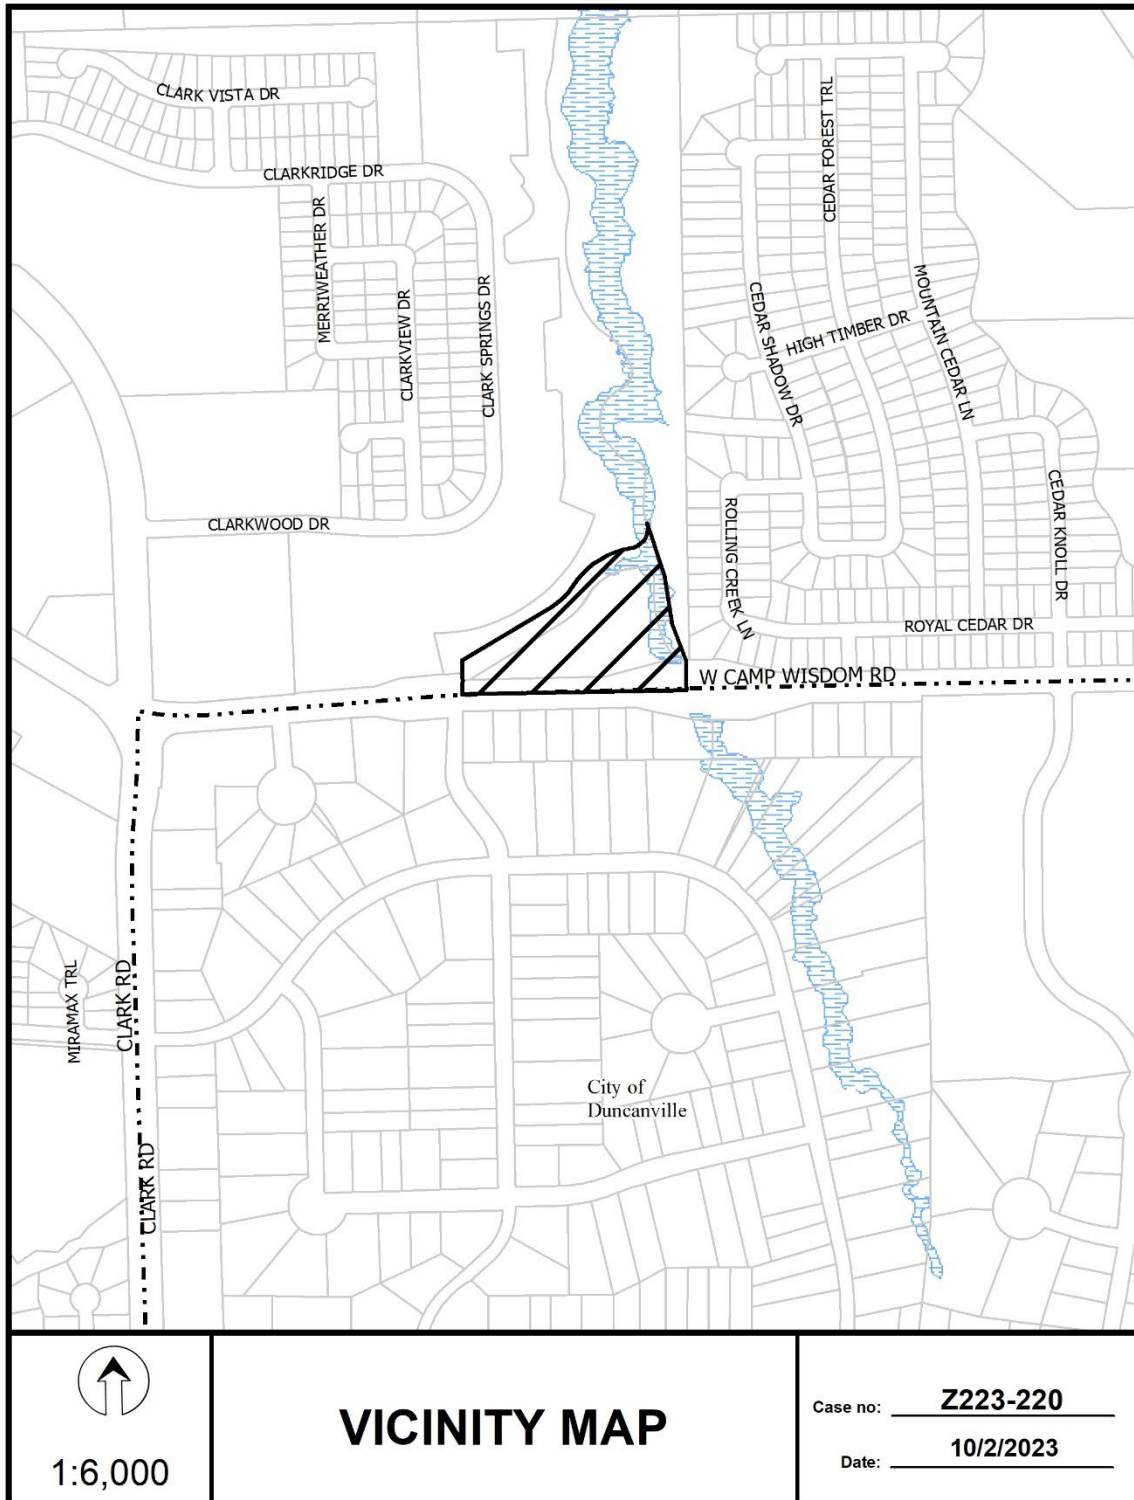 CLARK VISTA DR
CEDAR FOREST TRL
CLARKRIDGE DR
MERRIWEATHER DR
CLARKVIEW DR
CLARK SPRINGS DR
CEDAR SHADOW DR
HIGH TIMBER DR
MOUNTAIN CEDAR LN
CLARKWOOD DR
ROLLING CREEK LN
CEDAR KNOLL DR
ROYAL CEDAR DR
W CAMP WISDOM RD
MIRAMAX TRL
CLARK RD
City of
Duncanville
CLARK RD
1:6,000
VICINITY MAP
Case no: Z223-220
Date: 10/2/2023